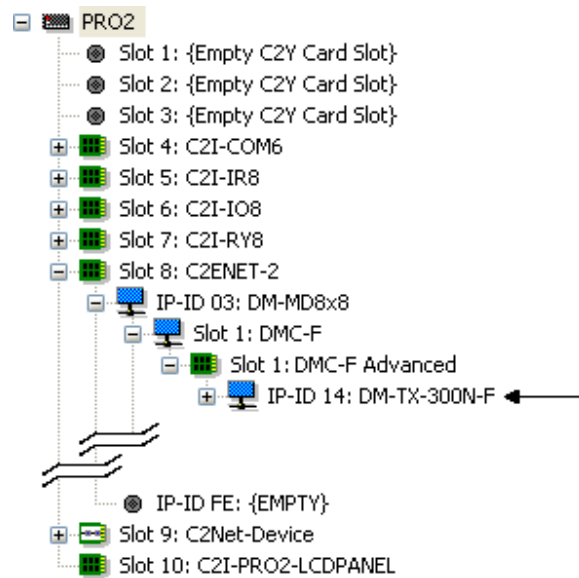 PRO2
Slot 1: {Empty C2Y Card Slot}
Slot 2: {Empty C2Y Card Slot}
Slot 3: {Empty C2Y Card Slot}
Slot 4: C2I-COM6
Slot 5: C2I-IR8
Slot 6: C2I-IO8
Slot 7: C2I-RY8
Slot 8: C2ENET-2
IP-ID 03: DM-MD8x8
Slot 1: DMC-F
Slot 1: DMC-F Advanced
IP-ID 14: DM-TX-300N-F
IP-ID FE: {EMPTY}
Slot 9: C2Net-Device
Slot 10: C2I-PRO2-LCDPANEL